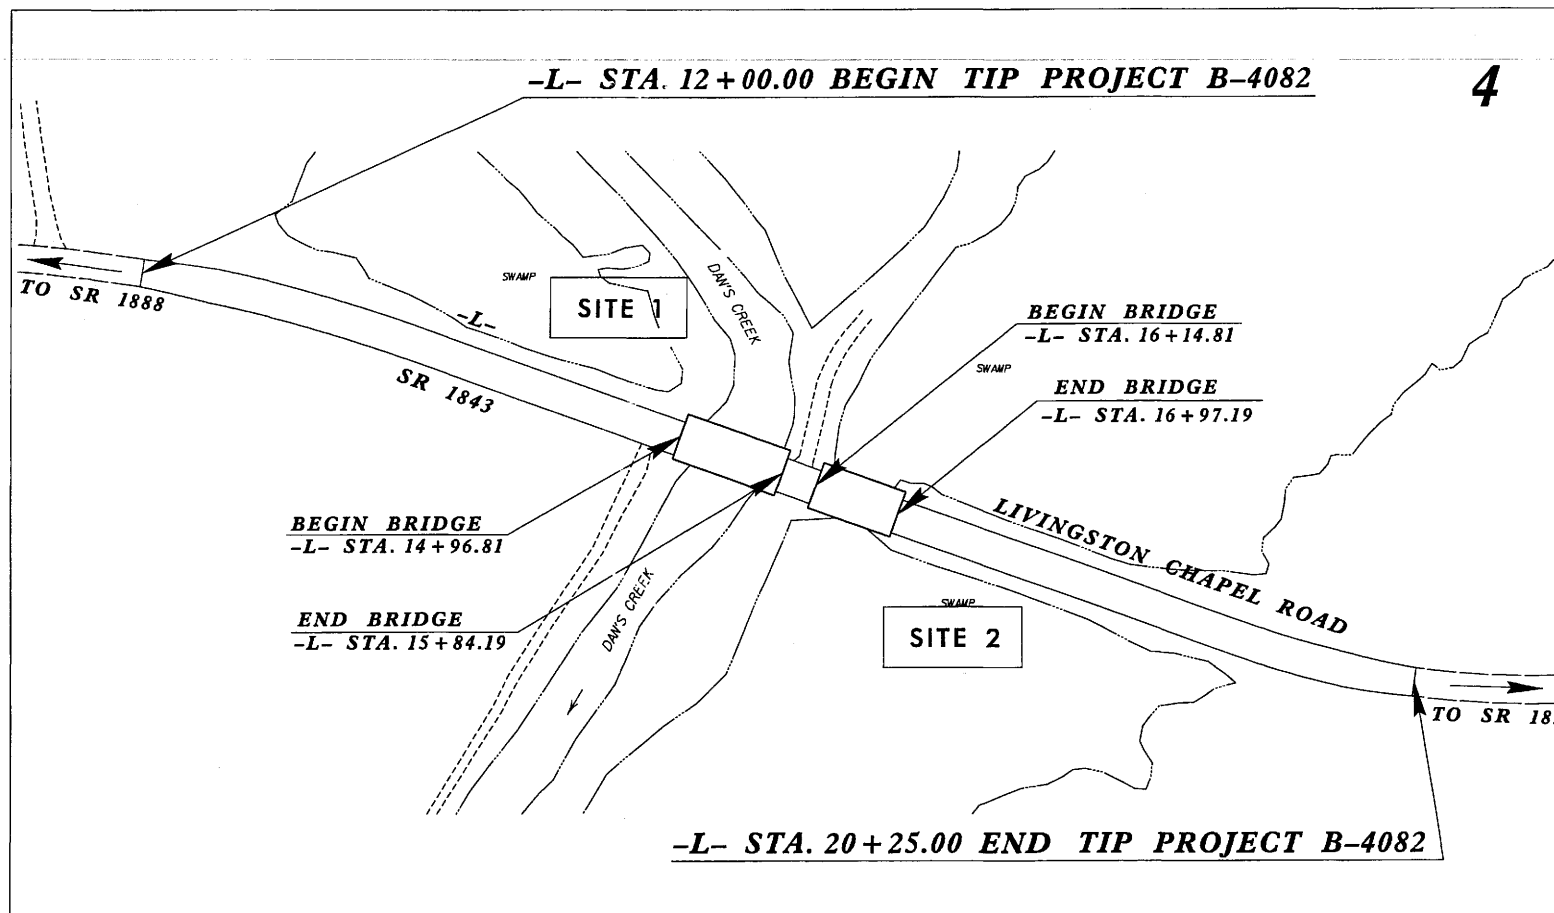 -L- STA. 12+00.00 BEGIN TIP PROJECT B-4082
4
TO SR 1888
SWAMP
SITE 1
-L-
SR 1843
DAN'S CREEK
BEGIN BRIDGE
-L- STA. 16+14.81
SWAMP
END BRIDGE
-L- STA. 16+97.19
BEGIN BRIDGE
-L- STA. 14+96.81
LIVINGSTON CHAPEL ROAD
END BRIDGE
-L- STA. 15+84.19
DAN'S CREEK
SWAMP
SITE 2
TO SR
-L- STA. 20+25.00 END TIP PROJECT B-4082